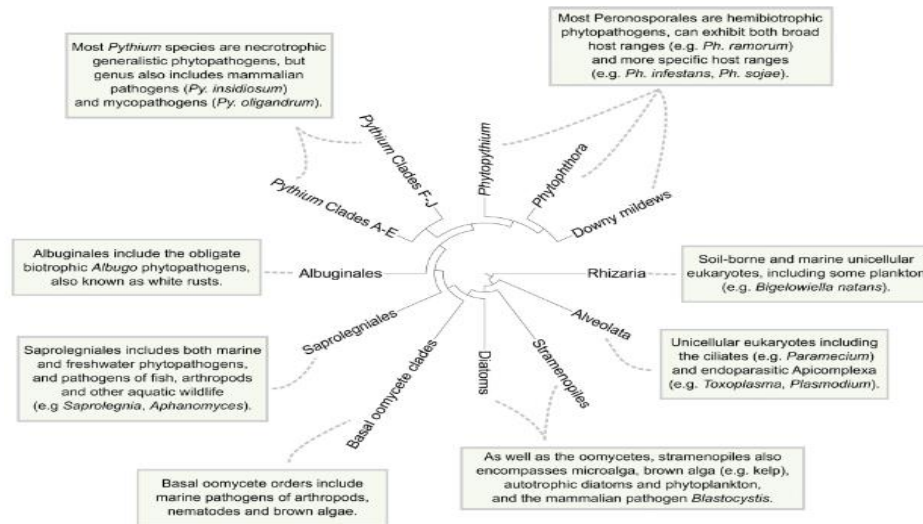 Most Pythium species are necrotrophic
generalistic phytopathogens, but
genus also includes mammalian
pathogens (Py. insidiosum)
and mycopathogens (Py. oligandrum).
Most Peronosporales are hemibiotrophic
phytopathogens, can exhibit both broad
host ranges (e.g. Ph. ramorum)
and more specific host ranges
(e.g. Ph. infestans, Ph. sojae).
Pythium Clades F-J
Phytopythium
Phytophthora
Pythium Clades A-E
Downy mildews
Albuginales include the obligate
biotrophic Albugo phytopathogens,
also known as white rusts.
Albuginales
Rhizaria
Soil-borne and marine unicellular
eukaryotes, including some plankton
(e.g. Bigelowiella natans).
Saprolegniales
Alveolata
Saprolegniales includes both marine
and freshwater phytopathogens,
and pathogens of fish, arthropods
and other aquatic wildlife
(e.g Saprolegnia, Aphanomyces).
Unicellular eukaryotes including
the ciliates (e.g. Paramecium)
and endoparasitic Apicomplexa
(e.g. Toxoplasma, Plasmodium).
Basal oomycete clades
Diatoms
Stramenopiles
Basal oomycete orders include
marine pathogens of arthropods,
nematodes and brown algae.
As well as the oomycetes, stramenopiles also
encompasses microalga, brown alga (e.g. kelp),
autotrophic diatoms and phytoplankton,
and the mammalian pathogen Blastocystis.